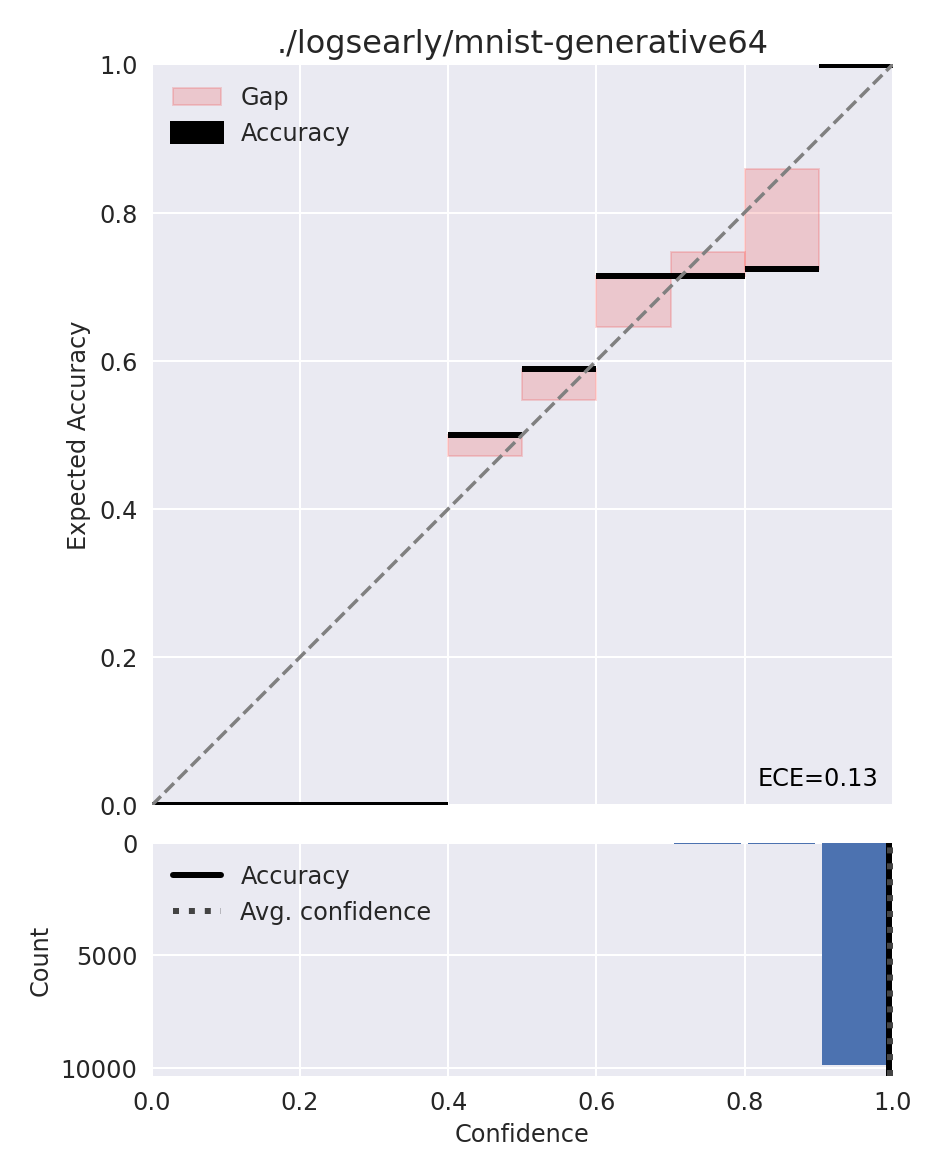 ./logsearly/mnist-generative64
1.0
Gap
Accuracy
0.8
0.6
Expected Accuracy
0.4
0.2
ECE=0.13
0.0
0
Accuracy
Avg. confidence
Count
5000
10000
0.0 0.2 0.4 0.6 0.8 1.0
Confidence